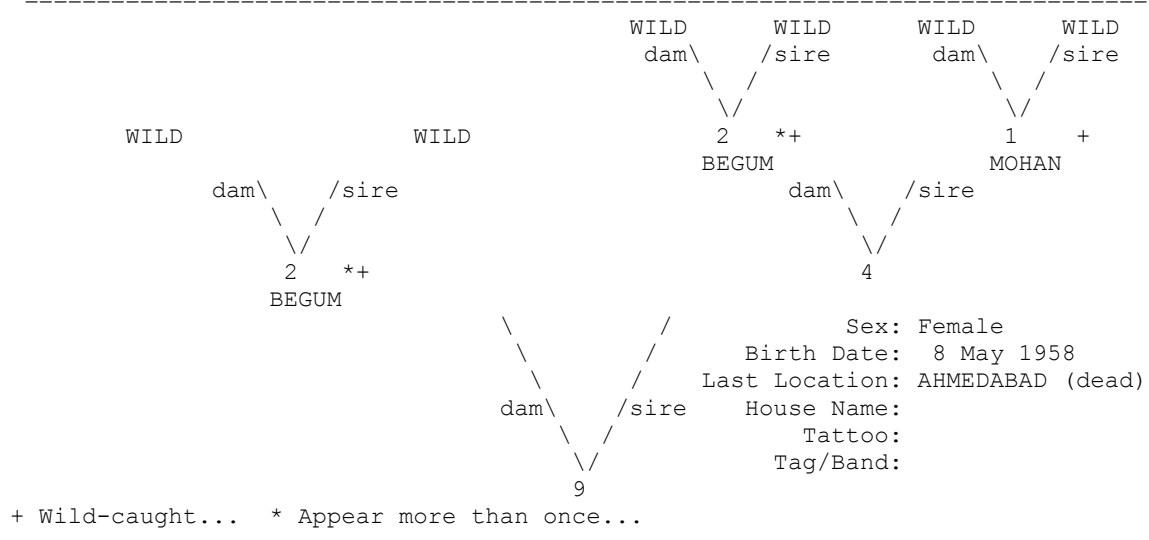 WILD WILD WILD WILD
dam\ /sire dam\ /sire
\ / \ /
\/ \/
WILD WILD 2 *+ 1 +
BEGUM MOHAN
dam\ /sire dam\ /sire
\ / \ /
\/ \/
2 *+ 4
BEGUM
\ / Sex: Female
\ / Birth Date: 8 May 1958
\ / Last Location: AHMEDABAD (dead)
dam\ /sire House Name:
\ / Tattoo:
\/ Tag/Band:
9
+ Wild-caught... * Appear more than once...